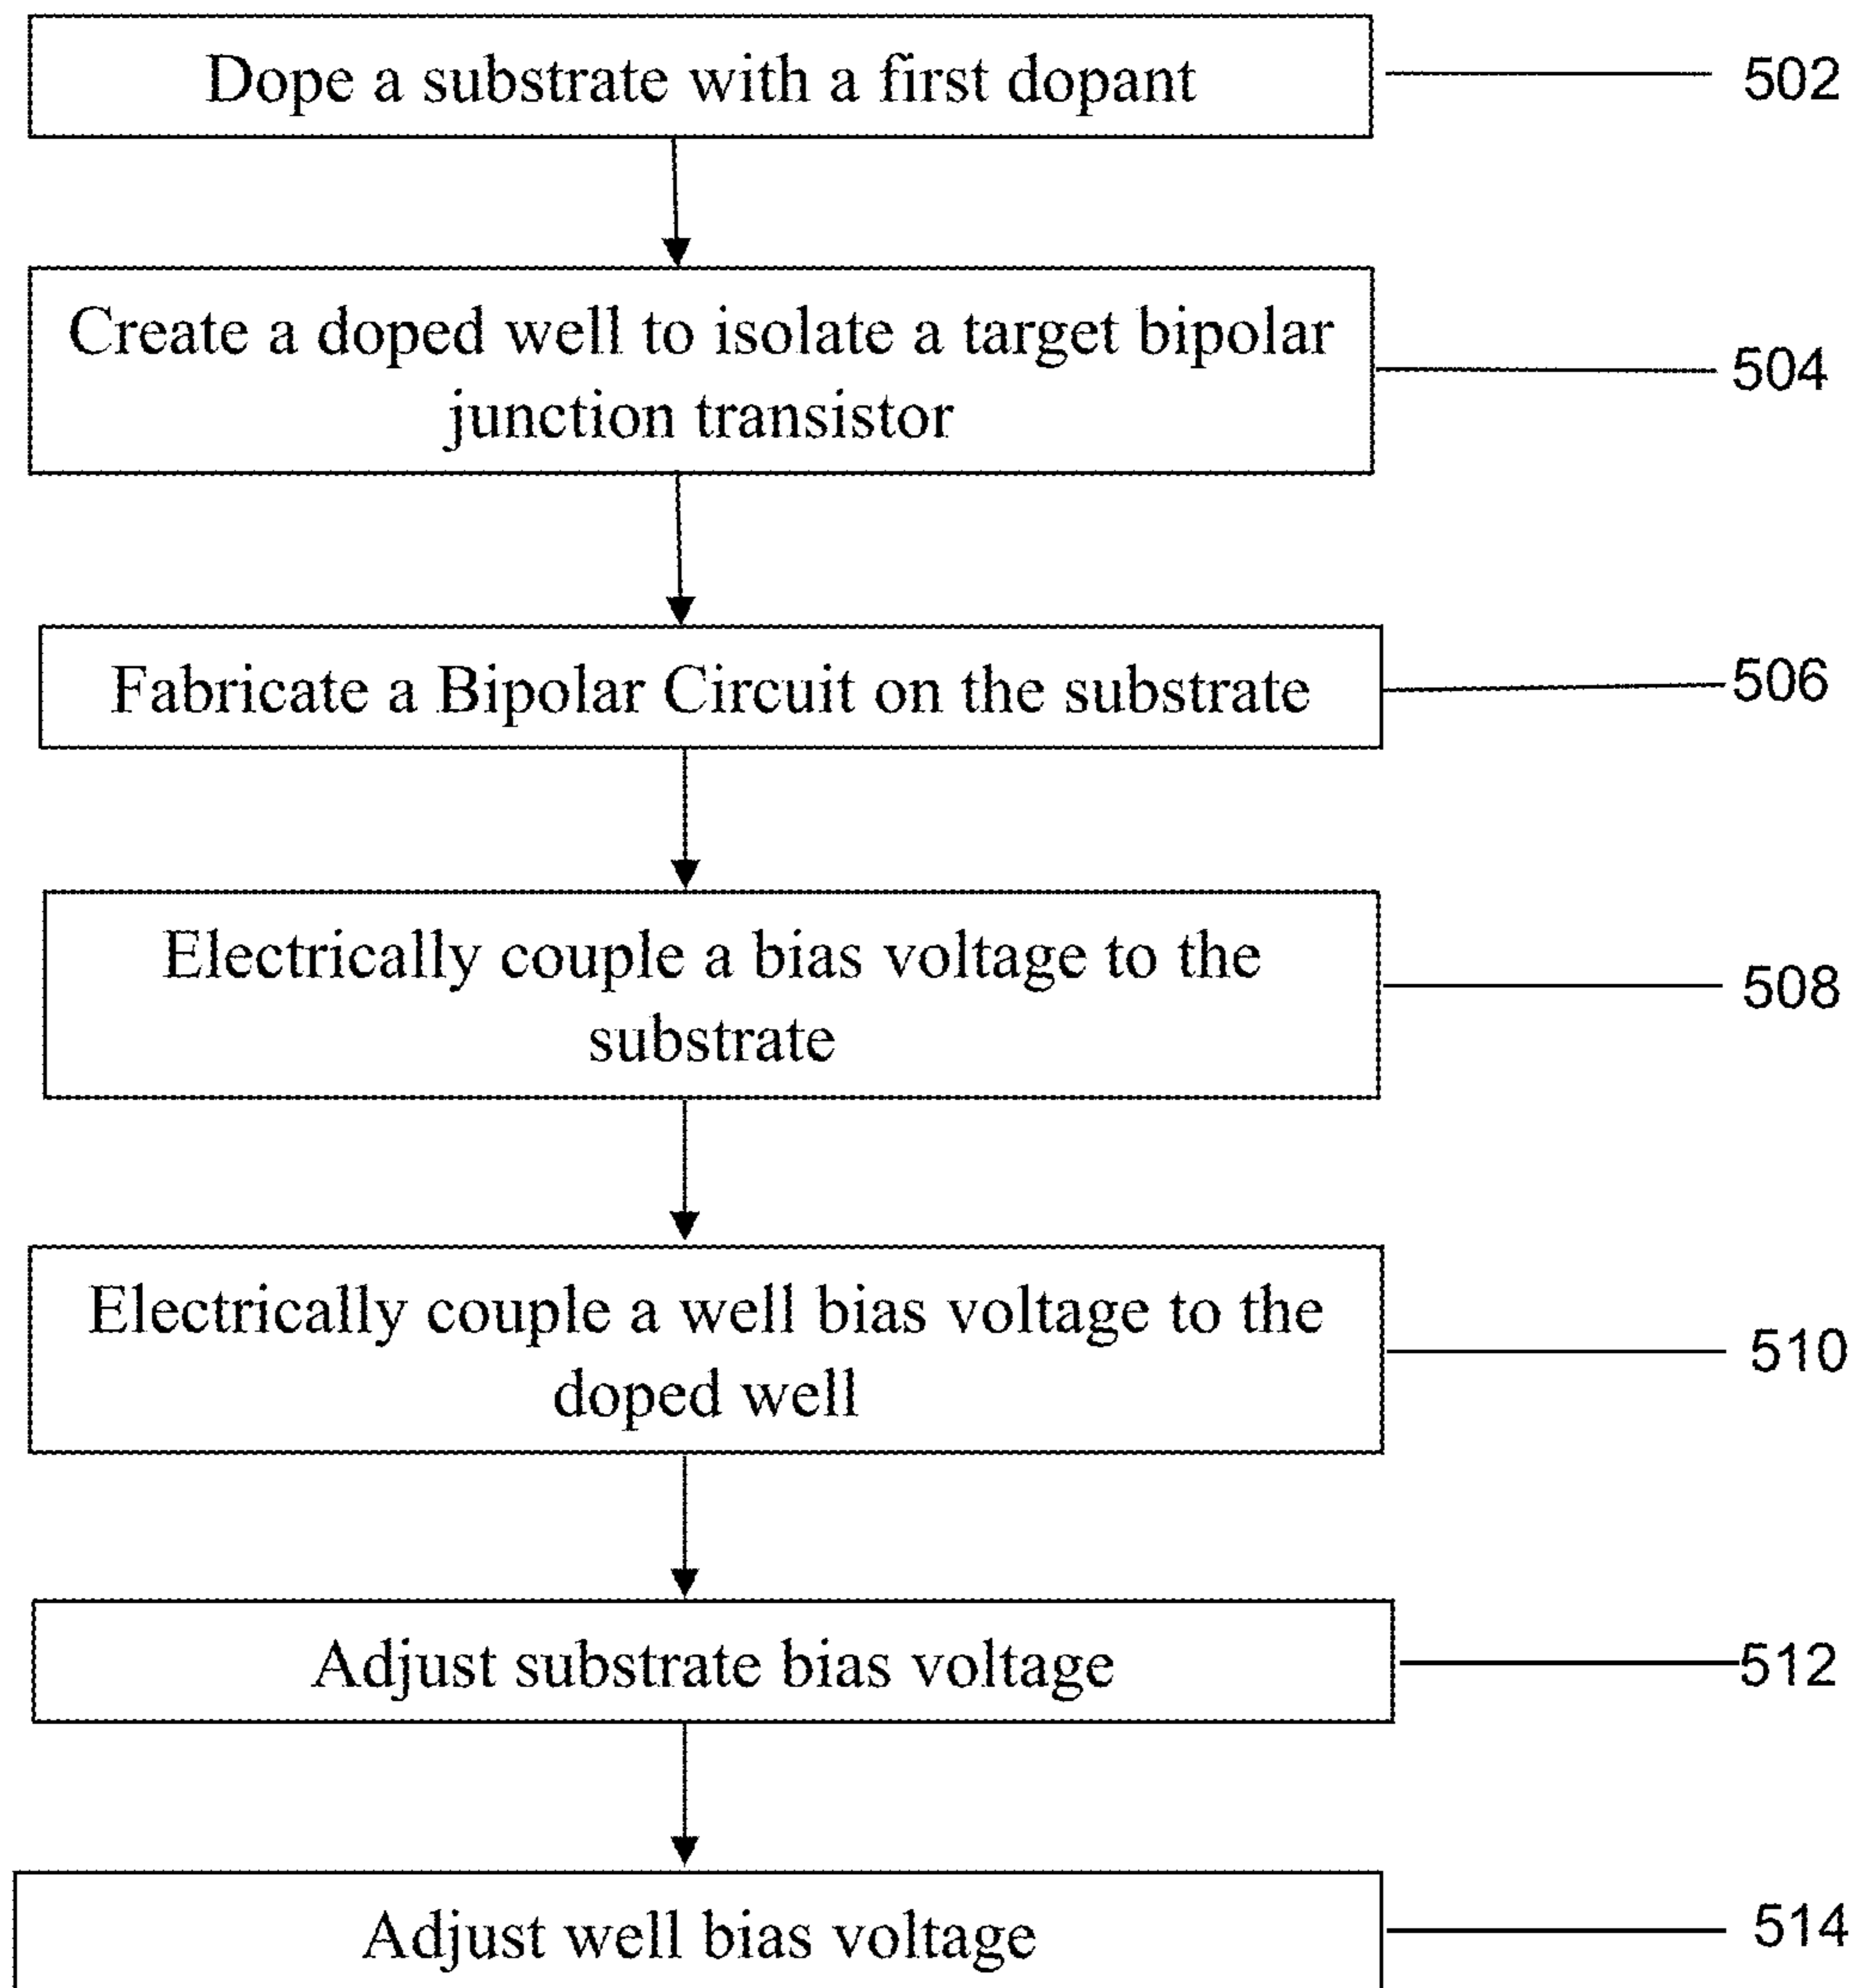 Dope a substrate with a first dopant
502
Create a doped well to isolate a target bipolar
junction transistor
504
Fabricate a Bipolar Circuit on the substrate
506
Electrically couple a bias voltage to the
substrate
508
Electrically couple a well bias voltage to the
doped well
510
Adjust substrate bias voltage
512
Adjust well bias voltage
514